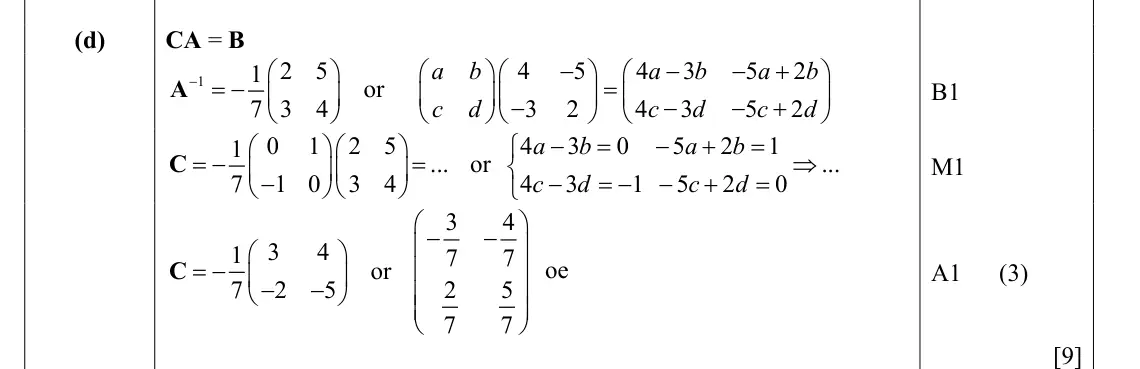 (d) CA = B
A⁻¹ = −1/7 (2 5; 3 4) or (a b; c d)(4 −5; −3 2) = (4a − 3b −5a + 2b; 4c − 3d −5c + 2d) B1
C = −1/7 (0 1; −1 0)(2 5; 3 4) = ... or {4a − 3b = 0 −5a + 2b = 1; 4c − 3d = −1 −5c + 2d = 0 ⇒ ... M1
C = −1/7 (3 4; −2 −5) or (−3/7 −4/7; 2/7 5/7) oe A1 (3)
[9]